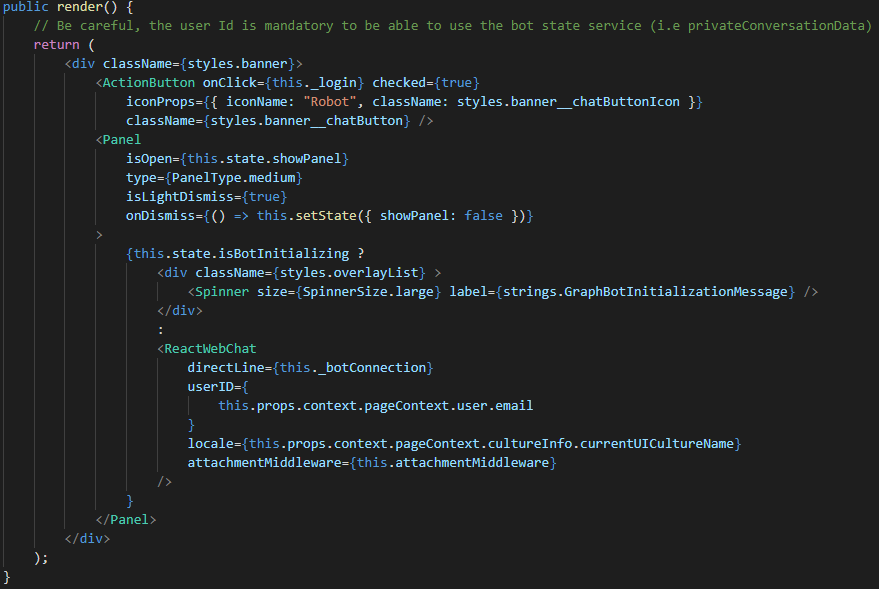 public render() {
// Be careful, the user Id is mandatory to be able to use the bot state service (i.e privateConversationData)
return (
<div className={styles.banner}>
<ActionButton onClick={this._login} checked={true}
iconProps={{ iconName: "Robot", className: styles.banner__chatButtonIcon }}
className={styles.banner__chatButton} />
<Panel
isOpen={this.state.showPanel}
type={PanelType.medium}
isLightDismiss={true}
onDismiss={() => this.setState({ showPanel: false })}
>
{this.state.isBotInitializing ?
<div className={styles.overlayList} >
<Spinner size={SpinnerSize.large} label={strings.GraphBotInitializationMessage} />
</div>
:
<ReactWebChat
directLine={this._botConnection}
userID={
this.props.context.pageContext.user.email
}
locale={this.props.context.pageContext.cultureInfo.currentUICultureName}
attachmentMiddleware={this.attachmentMiddleware}
/>
}
</Panel>
</div>
);
}